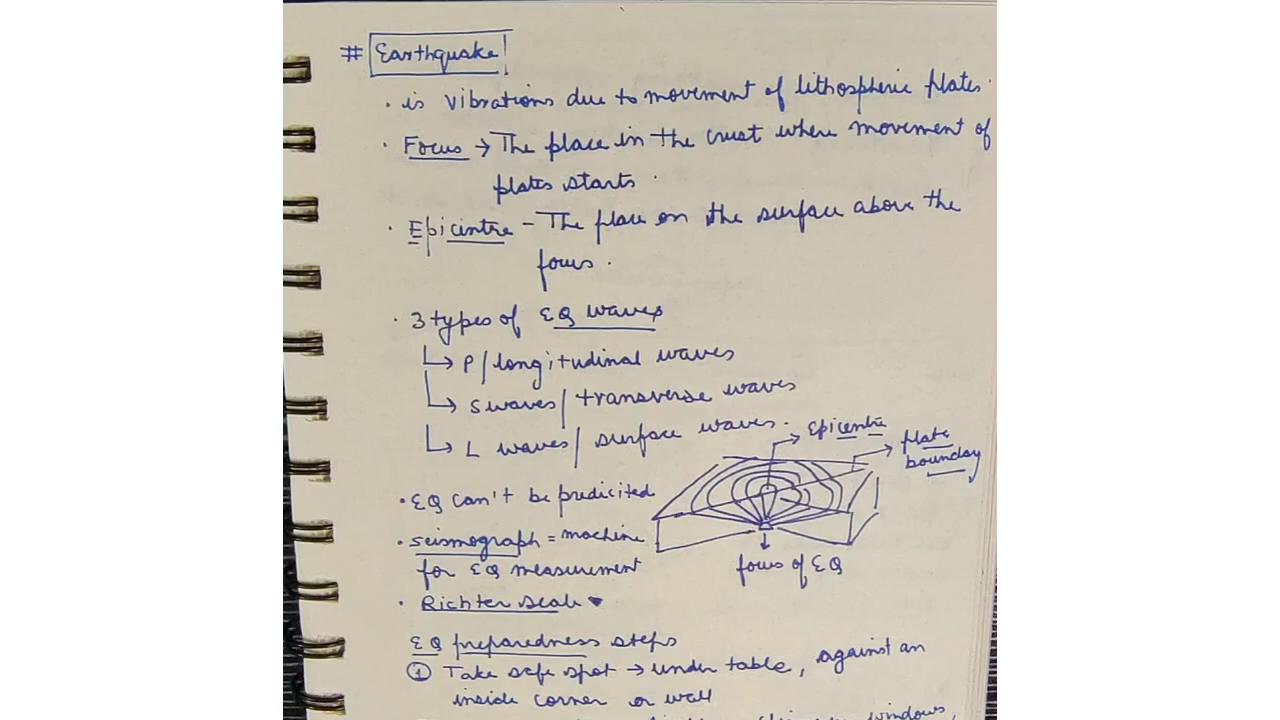 # Earthquake
· is vibrations due to movement of lithospheric plates.
· Focus → The place in the crust where movement of
plates starts.
· Epicentre - The place on the surface above the
focus.
· 3 types of EQ waves
↳ P/longitudinal waves
↳ S waves/ transverse waves
↳ L waves/ surface waves.
Epicentre
plate
boundary
· EQ can't be predicited
· seismograph = machine
for EQ measurement
focus of EQ
· Richter scale
EQ preparedness steps
① Take safe spot → under table, against an
inside corner or wall
windows,